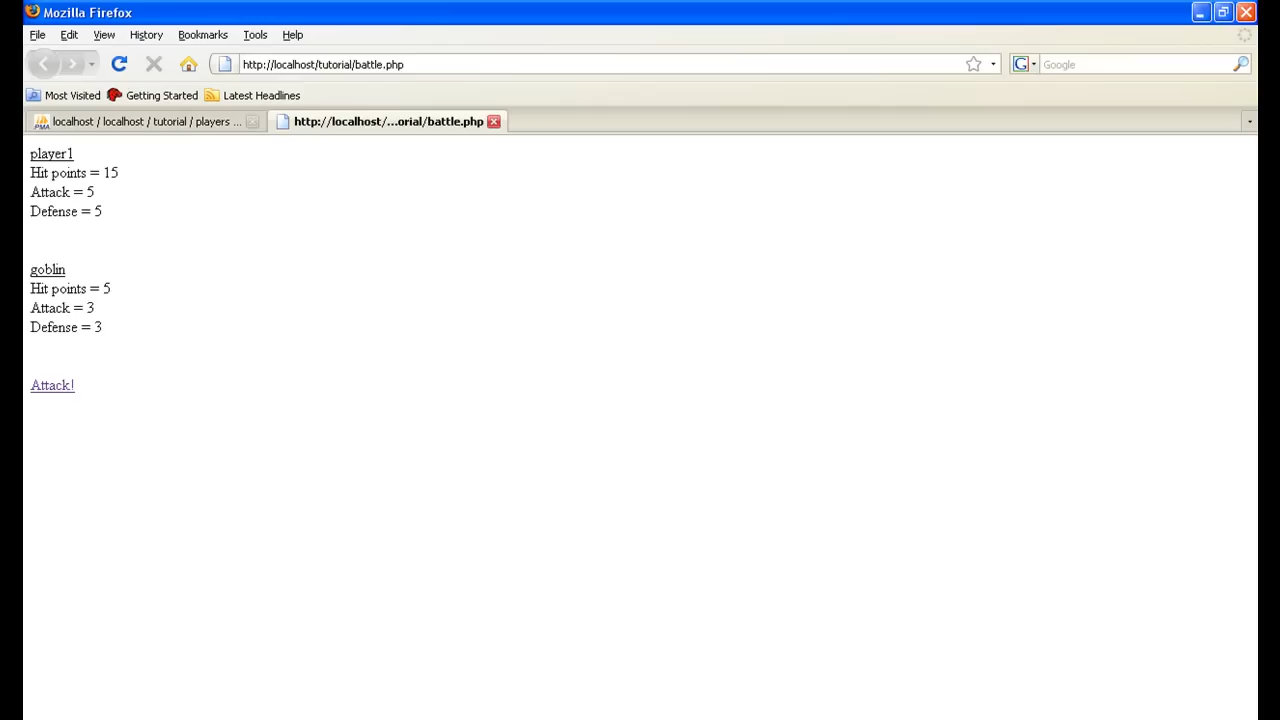 Mozilla Firefox
File Edit View History Bookmarks Tools Help
http://localhost/tutorial/battle.php
G Google
Most Visited Getting Started Latest Headlines
PMA localhost / localhost / tutorial / players ... http://localhost/...orial/battle.php
player1
Hit points = 15
Attack = 5
Defense = 5
goblin
Hit points = 5
Attack = 3
Defense = 3
Attack!